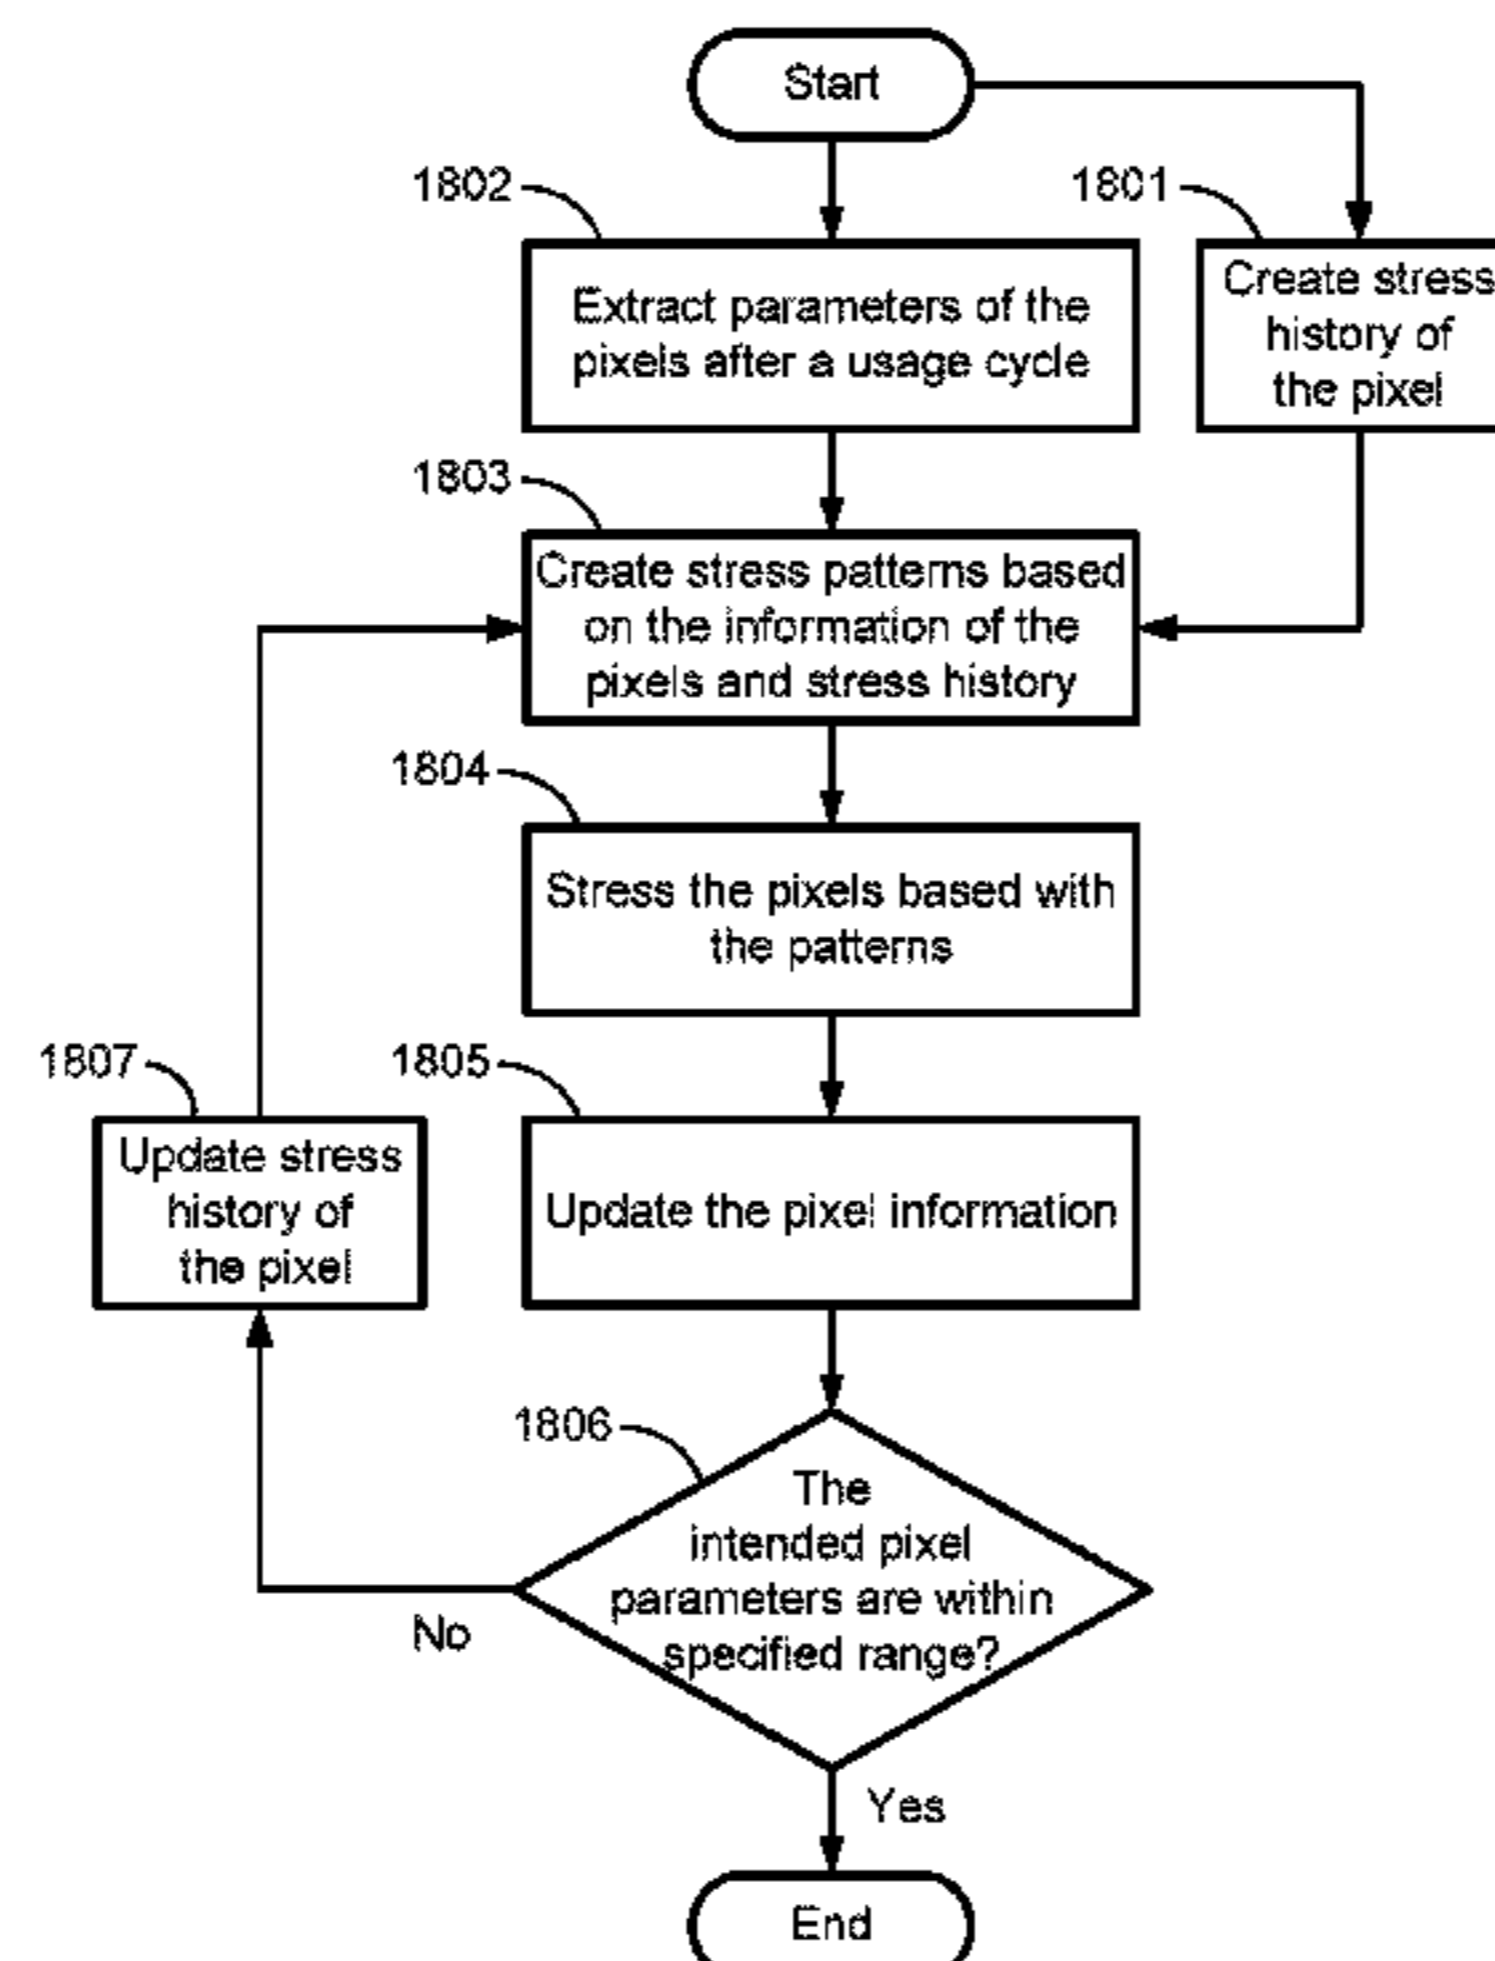 Start
1802
1801
Extract parameters of the
pixels after a usage cycle
Create stress
history of
the pixel
1803
Create stress patterns based
on the information of the
pixels and stress history
1804
Stress the pixels based with
the patterns
1807
1805
Update stress
history of
the pixel
Update the pixel information
1806
The
intended pixel
parameters are within
specified range?
No
Yes
End